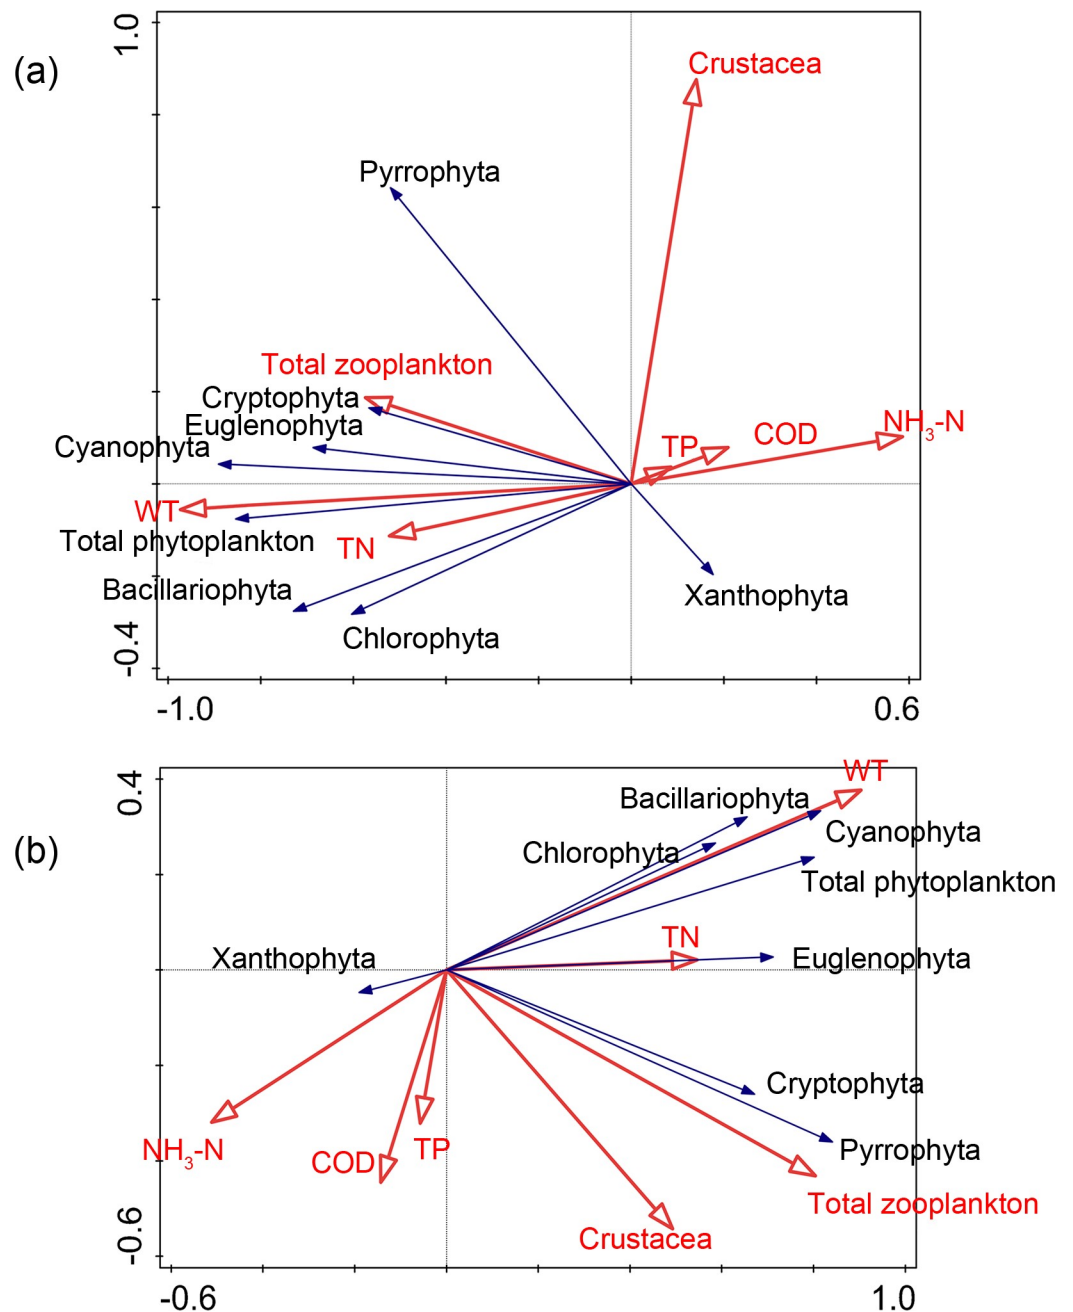 (a)
1.0
Crustacea
Pyrrophyta
Total zooplankton
Cryptophyta
Euglenophyta
Cyanophyta
TP
COD
NH₃-N
WT
Total phytoplankton
TN
Bacillariophyta
Xanthophyta
Chlorophyta
-0.4
-1.0
0.6
(b)
0.4
WT
Bacillariophyta
Cyanophyta
Chlorophyta
Total phytoplankton
TN
Xanthophyta
Euglenophyta
Cryptophyta
NH₃-N
COD
TP
Pyrrophyta
Total zooplankton
Crustacea
-0.6
-0.6
1.0